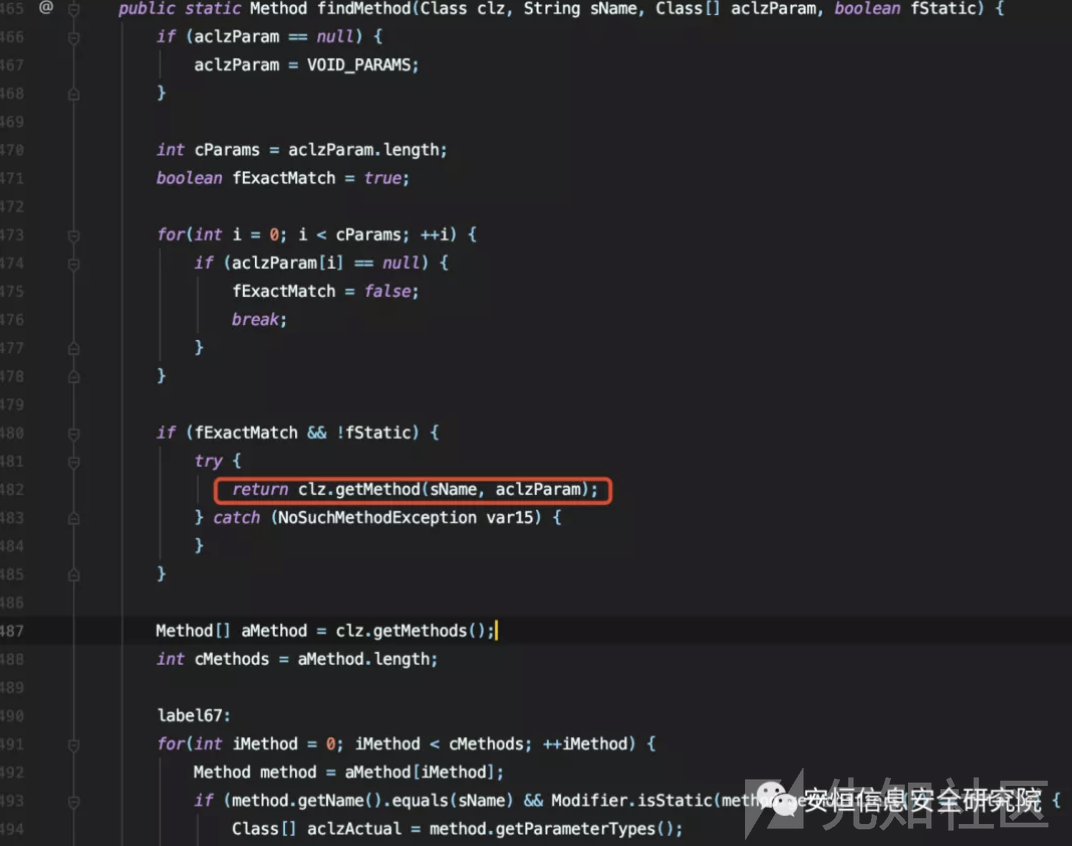 465 @ public static Method findMethod(Class clz, String sName, Class[] aclzParam, boolean fStatic) {
466 if (aclzParam == null) {
467 aclzParam = VOID_PARAMS;
468 }
469
470 int cParams = aclzParam.length;
471 boolean fExactMatch = true;
472
473 for(int i = 0; i < cParams; ++i) {
474 if (aclzParam[i] == null) {
475 fExactMatch = false;
476 break;
477 }
478 }
479
480 if (fExactMatch && !fStatic) {
481 try {
482 return clz.getMethod(sName, aclzParam);
483 } catch (NoSuchMethodException var15) {
484 }
485 }
486
487 Method[] aMethod = clz.getMethods();
488 int cMethods = aMethod.length;
489
490 label67:
491 for(int iMethod = 0; iMethod < cMethods; ++iMethod) {
492 Method method = aMethod[iMethod];
493 if (method.getName().equals(sName) && Modifier.isStatic( {
494 Class[] aclzActual = method.getParameterTypes();
安恒信息安全研究院
先知社区